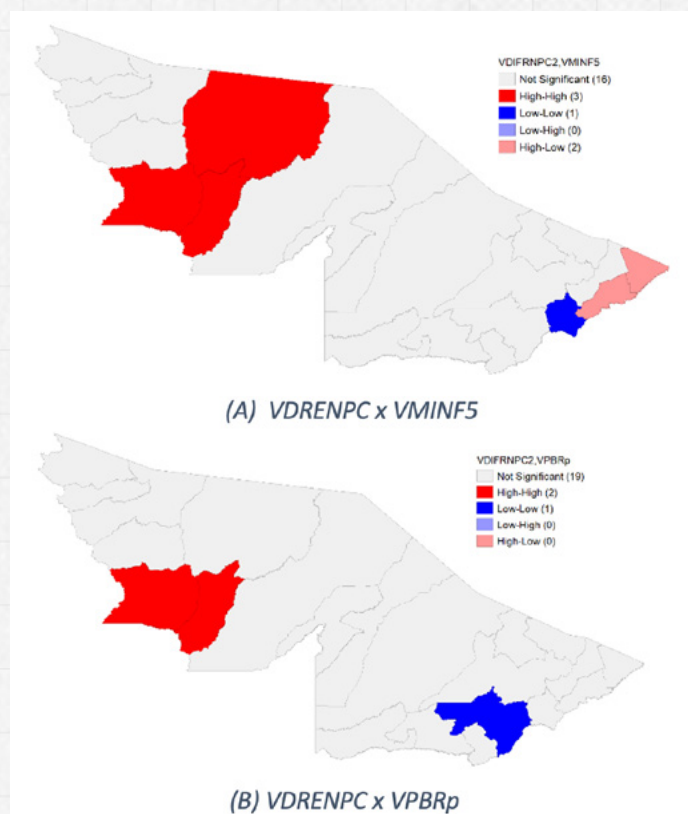 VDIFRNPC2,VMINF5
Not Significant (16)
High-High (3)
Low-Low (1)
Low-High (0)
High-Low (2)
(A) VDRENPC x VMINF5
VDIFRNPC2,VPBRp
Not Significant (19)
High-High (2)
Low-Low (1)
Low-High (0)
High-Low (0)
(B) VDRENPC x VPBRp